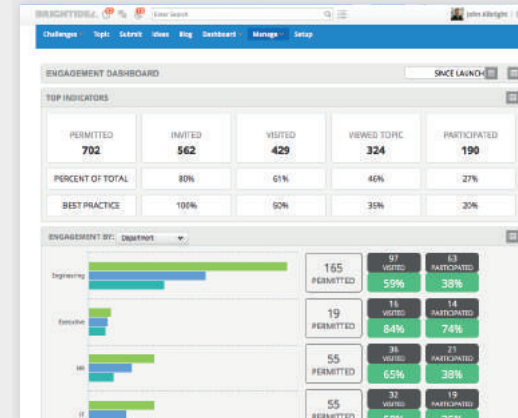 BRIGHTIDEA
Enter Search
John Albright
Challenges Topic Submit Ideas Blog Dashboard Manage Setup
ENGAGEMENT DASHBOARD
SINCE LAUNCH
TOP INDICATORS
PERMITTED INVITED VISITED VIEWED TOPIC PARTICIPATED
702 562 429 324 190
PERCENT OF TOTAL 80% 61% 46% 27%
BEST PRACTICE 100% 50% 35% 20%
ENGAGEMENT BY: Department
Engineering
165 PERMITTED
97 VISITED 59%
63 PARTICIPATED 38%
Executive
19 PERMITTED
16 VISITED 84%
14 PARTICIPATED 74%
HR
55 PERMITTED
36 VISITED 65%
21 PARTICIPATED 38%
IT
55 PERMITTED
32 VISITED
19 PARTICIPATED